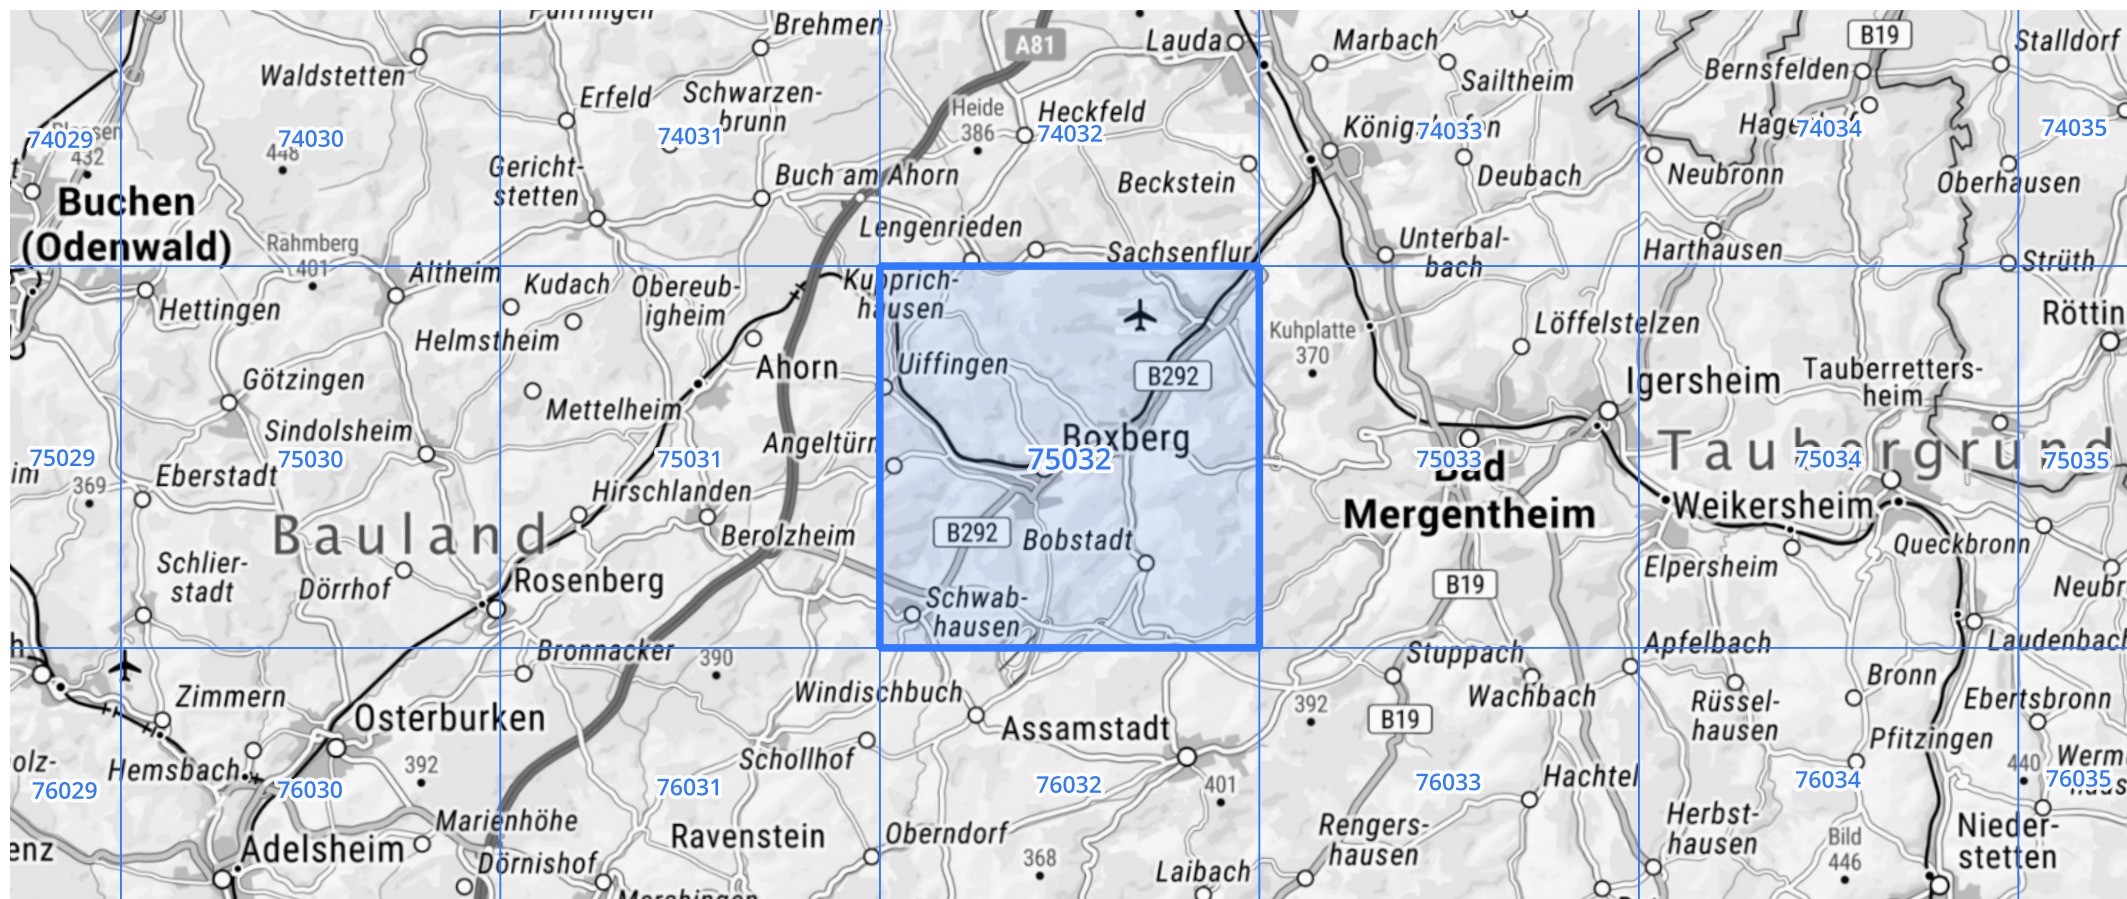 Brehmen
A81
Lauda
Marbach
B19
Stalldorf
Waldstetten
Erfeld
Schwarzen-
brunn
Heide
386
Heckfeld
Sailtheim
Bernsfelden
74029
432
74030
448
74031
74032
74033
74034
74035
Gericht-
stetten
Buch am Ahorn
Beckstein
Deubach
Neubronn
Oberhausen
Buchen
(Odenwald)
Rahmberg
401
Lengenrieden
Sachsenflur
Unterbal-
bach
Harthausen
Strüth
Altheim
Hettingen
Kudach
Obereub-
igheim
Kupprich-
hausen
Helmstheim
Kuhplatte
370
Löffelstelzen
Röttin
Götzingen
Ahorn
Uiffingen
B292
Igersheim
Tauberretters-
heim
Mettelheim
Sindolsheim
Angeltürn
Boxberg
Taubergrund
im
75029
75030
75031
75032
75033
75034
75035
369
Eberstadt
Hirschlanden
Bad
Mergentheim
Weikersheim
Bauland
Berolzheim
B292
Bobstadt
Queckbronn
Schlier-
stadt
Dörrhof
Rosenberg
Elpersheim
B19
Neubr
Schwab-
hausen
Bronnacker
390
Stuppach
Apfelbach
Laudenbach
h
Zimmern
Windischbuch
392
Wachbach
Rüssel-
hausen
Bronn
Ebertsbronn
Osterburken
Assamstadt
B19
Pfitzingen
olz-
Hemsbach
392
Schollhof
401
Hachtel
440
Werm
76029
76030
76031
76032
76033
76034
76035
Marienhöhe
Ravenstein
Oberndorf
Rengers-
hausen
Herbst-
hausen
Bild
446
Nieder-
stetten
enz
Adelsheim
Dörnishof
368
Laibach